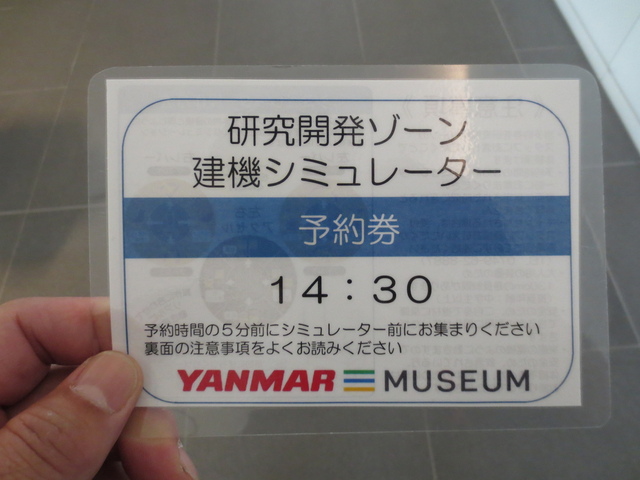 研究開発ゾーン
建機シミュレーター
予約券
14：30
予約時間の５分前にシミュレーター前にお集まりください
裏面の注意事項をよくお読みください
YANMAR MUSEUM